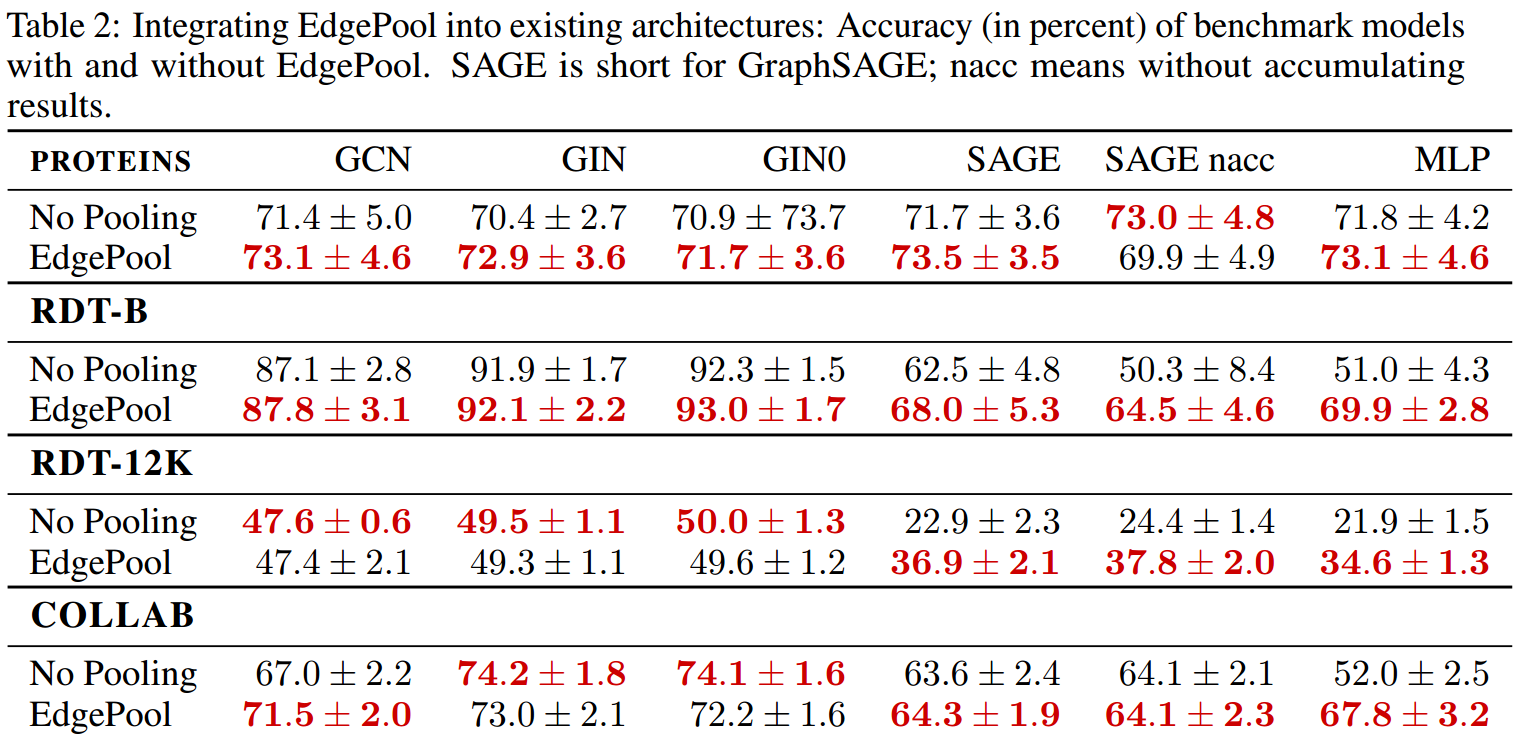 Table 2: Integrating EdgePool into existing architectures: Accuracy (in percent) of benchmark models
with and without EdgePool. SAGE is short for GraphSAGE; nacc means without accumulating
results.
PROTEINS GCN GIN GIN0 SAGE SAGE nacc MLP
No Pooling 71.4 ± 5.0 70.4 ± 2.7 70.9 ± 73.7 71.7 ± 3.6 73.0 ± 4.8 71.8 ± 4.2
EdgePool 73.1 ± 4.6 72.9 ± 3.6 71.7 ± 3.6 73.5 ± 3.5 69.9 ± 4.9 73.1 ± 4.6
RDT-B
No Pooling 87.1 ± 2.8 91.9 ± 1.7 92.3 ± 1.5 62.5 ± 4.8 50.3 ± 8.4 51.0 ± 4.3
EdgePool 87.8 ± 3.1 92.1 ± 2.2 93.0 ± 1.7 68.0 ± 5.3 64.5 ± 4.6 69.9 ± 2.8
RDT-12K
No Pooling 47.6 ± 0.6 49.5 ± 1.1 50.0 ± 1.3 22.9 ± 2.3 24.4 ± 1.4 21.9 ± 1.5
EdgePool 47.4 ± 2.1 49.3 ± 1.1 49.6 ± 1.2 36.9 ± 2.1 37.8 ± 2.0 34.6 ± 1.3
COLLAB
No Pooling 67.0 ± 2.2 74.2 ± 1.8 74.1 ± 1.6 63.6 ± 2.4 64.1 ± 2.1 52.0 ± 2.5
EdgePool 71.5 ± 2.0 73.0 ± 2.1 72.2 ± 1.6 64.3 ± 1.9 64.1 ± 2.3 67.8 ± 3.2